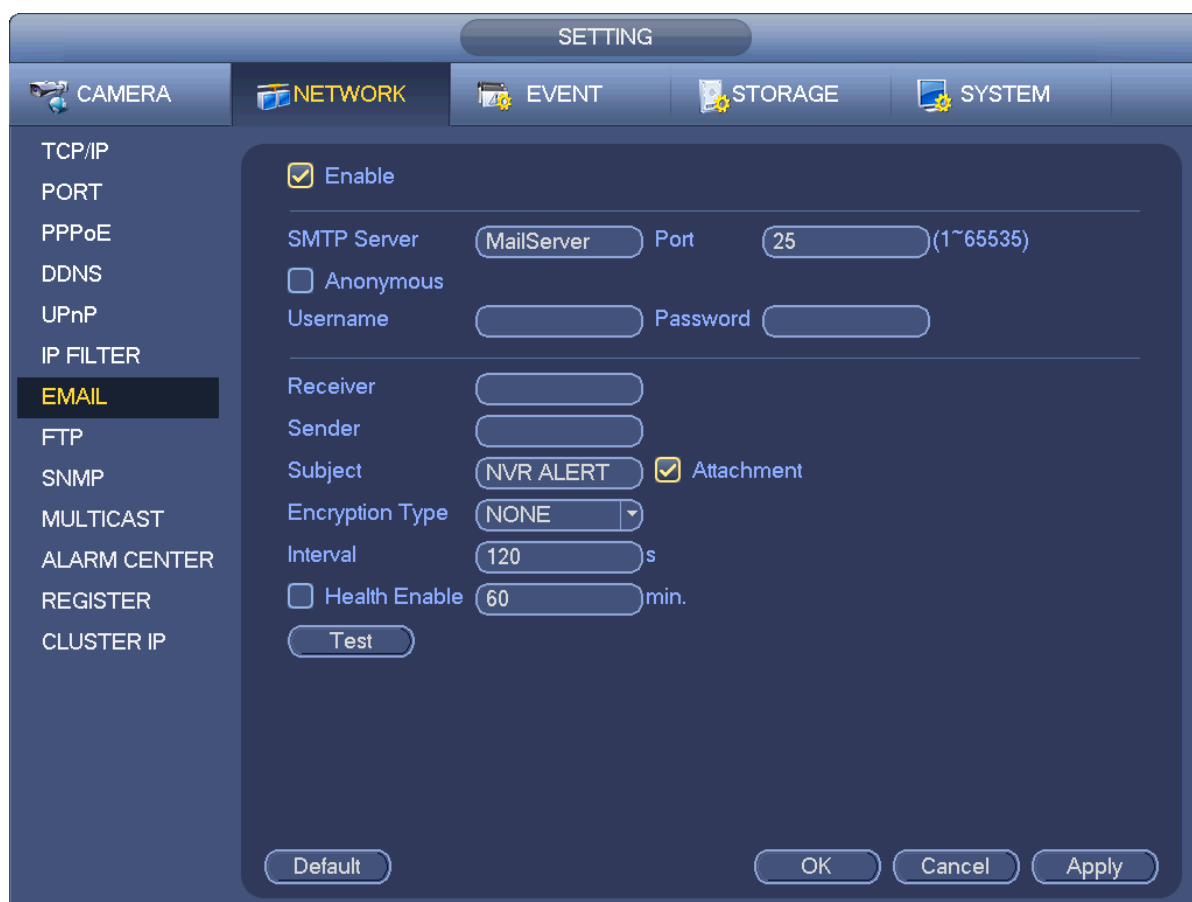 SETTING
CAMERA NETWORK EVENT STORAGE SYSTEM
TCP/IP
PORT
PPPoE
DDNS
UPnP
IP FILTER
EMAIL
FTP
SNMP
MULTICAST
ALARM CENTER
REGISTER
CLUSTER IP
Enable
SMTP Server MailServer Port 25 (1~65535)
Anonymous
Username Password
Receiver
Sender
Subject NVR ALERT Attachment
Encryption Type NONE
Interval 120 s
Health Enable 60 min.
Test
Default OK Cancel Apply